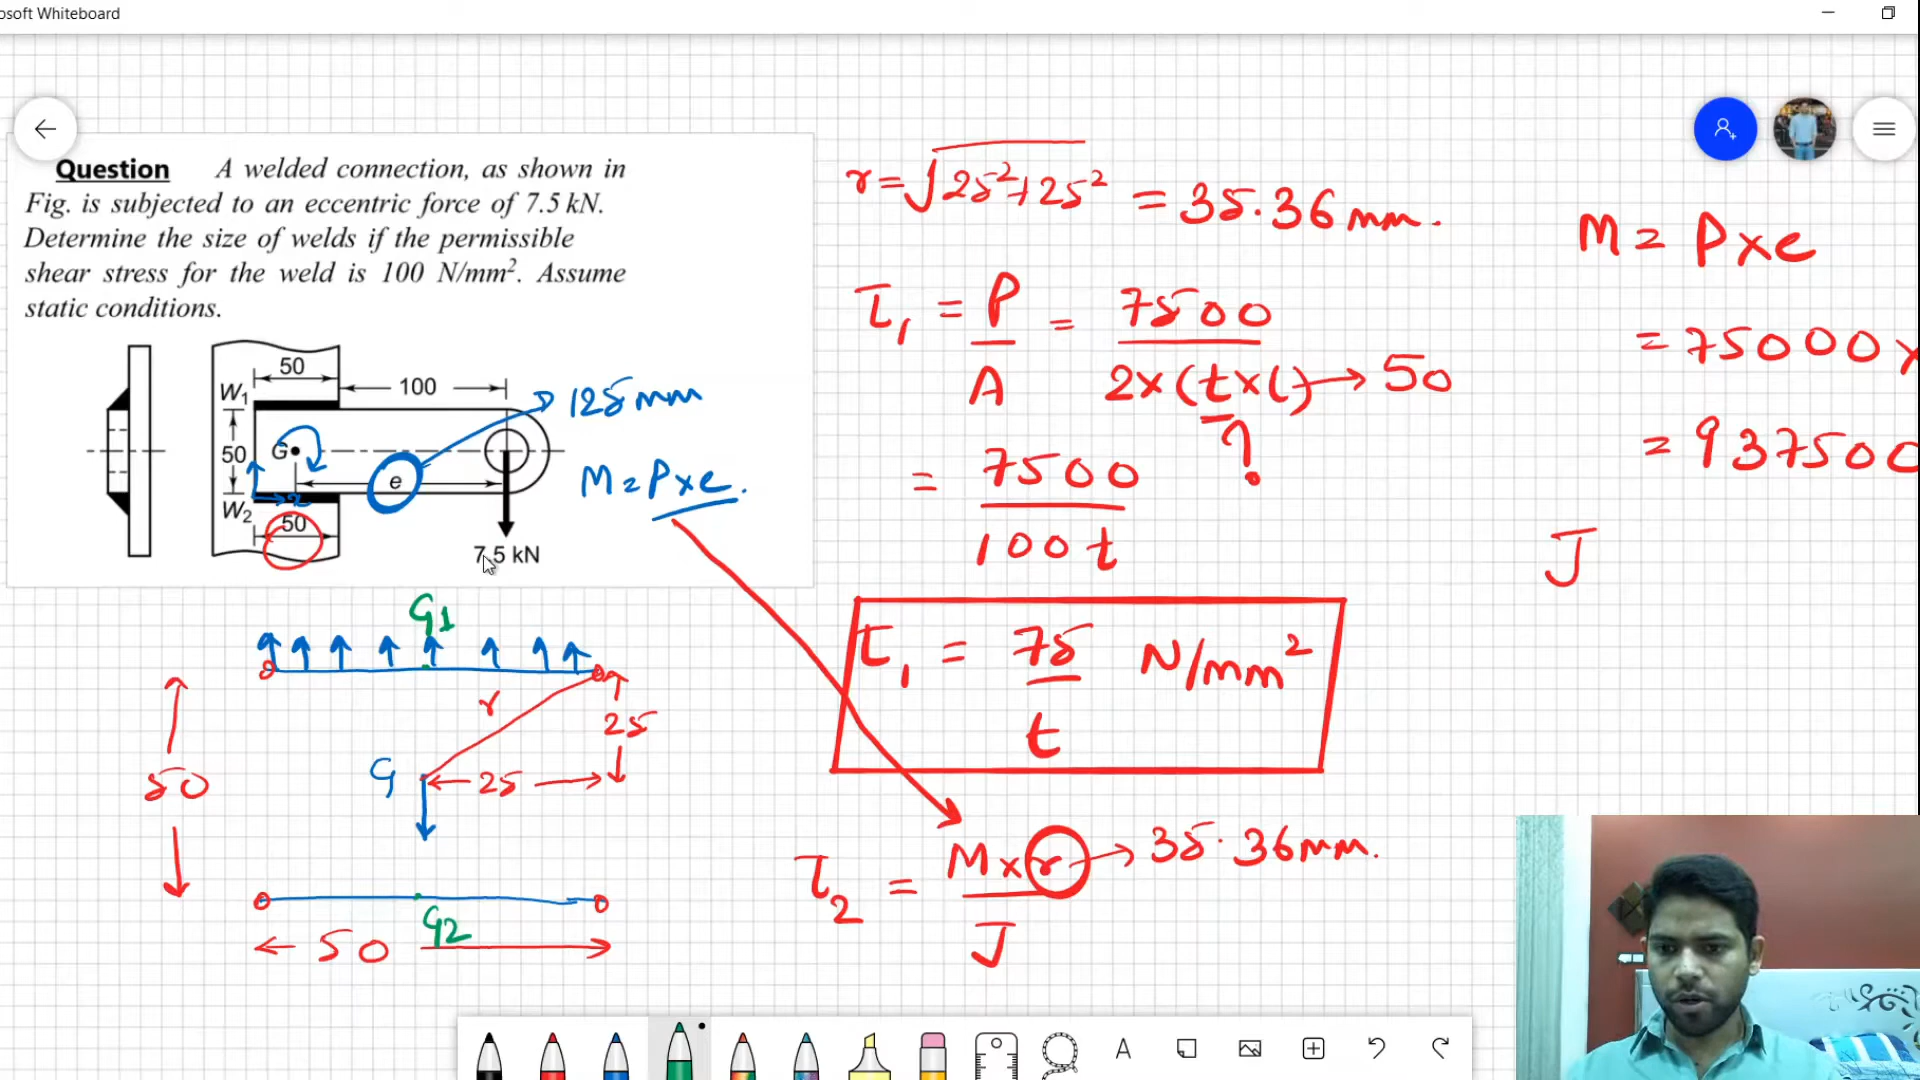 osoft Whiteboard
Question A welded connection, as shown in
Fig. is subjected to an eccentric force of 7.5 kN.
Determine the size of welds if the permissible
shear stress for the weld is 100 N/mm². Assume
static conditions.
50
W₁
100
125 mm
50
G
e
M = P x e.
W₂
50
7.5 kN
G1
r
25
50
G
25
G2
50
r = √25² + 25² = 35.36 mm.
τ₁ = P/A = 7500/2x(t x l) → 50
?
= 7500/100t
τ₁ = 75/t N/mm²
τ₂ = M x r/J → 35.36 mm.
M = P x e
= 75000 x
= 937500
J
A